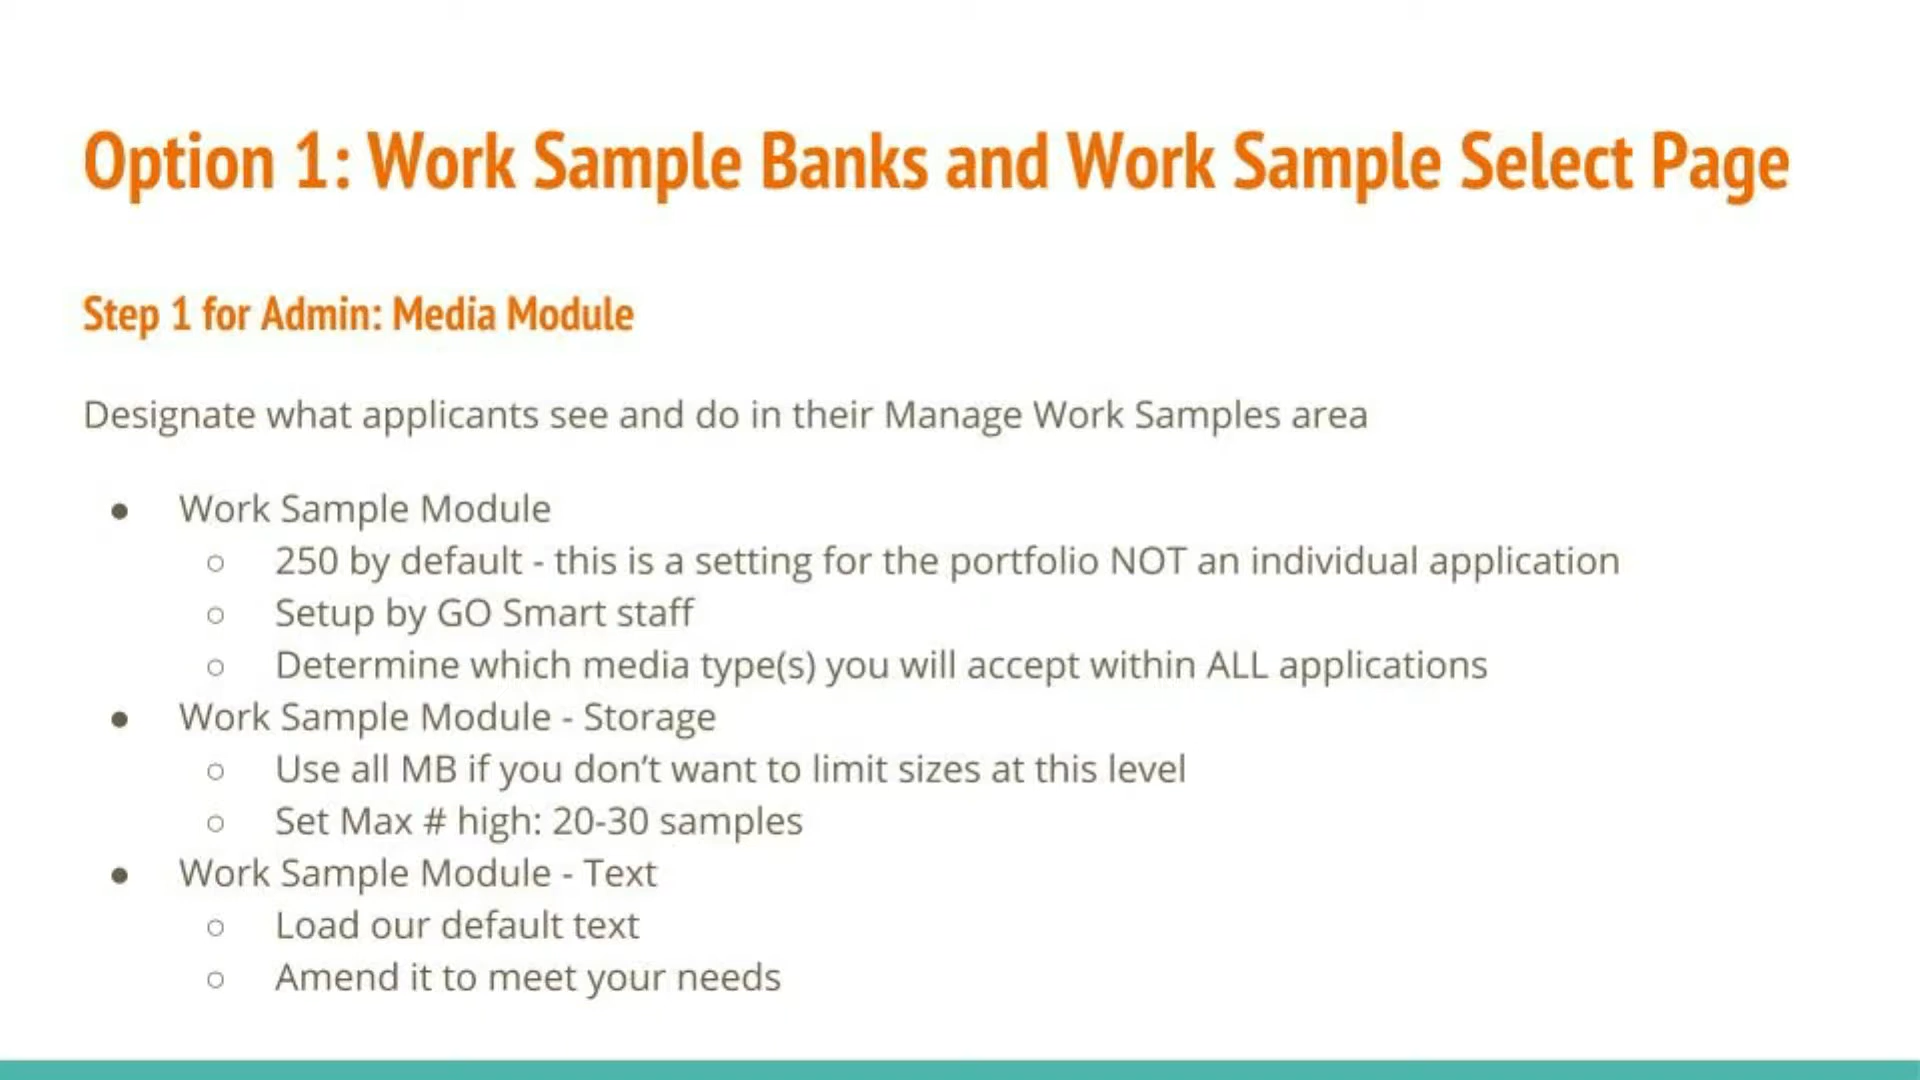 Option 1: Work Sample Banks and Work Sample Select Page
Step 1 for Admin: Media Module
Designate what applicants see and do in their Manage Work Samples area
● Work Sample Module
○ 250 by default - this is a setting for the portfolio NOT an individual application
○ Setup by GO Smart staff
○ Determine which media type(s) you will accept within ALL applications
● Work Sample Module - Storage
○ Use all MB if you don’t want to limit sizes at this level
○ Set Max # high: 20-30 samples
● Work Sample Module - Text
○ Load our default text
○ Amend it to meet your needs